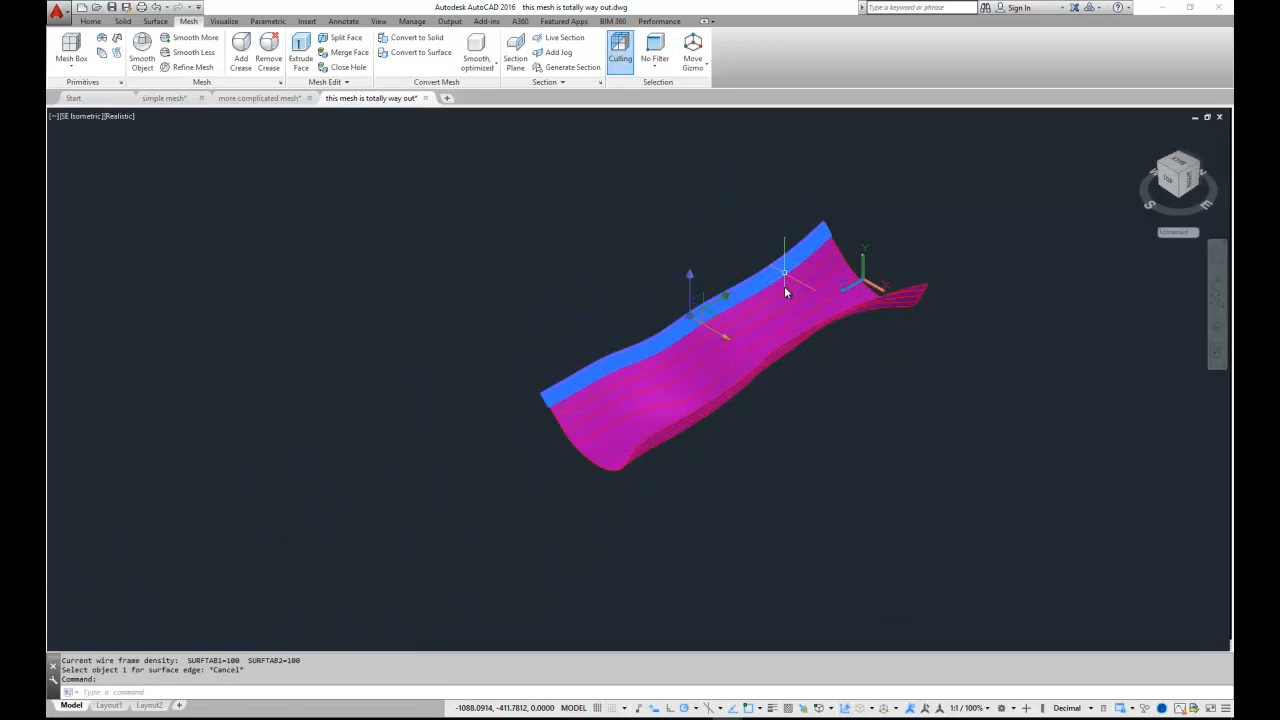 Autodesk AutoCAD 2016   this mesh is totally way out.dwg
Type a keyword or phrase
Sign In
Home Solid Surface Mesh Visualize Parametric Insert Annotate View Manage Output Add-ins A360 Featured Apps BIM 360 Performance
Mesh Box
Smooth Object
Smooth More
Smooth Less
Refine Mesh
Add Crease
Remove Crease
Extrude Face
Split Face
Merge Face
Close Hole
Convert to Solid
Convert to Surface
Smooth, optimized
Section Plane
Live Section
Add Jog
Generate Section
Culling
No Filter
Move Gizmo
Primitives Mesh Mesh Edit Convert Mesh Section Selection
Start simple mesh* more complicated mesh* this mesh is totally way out*
[−][SE Isometric][Realistic]
TOP
S
E
Unnamed
Y
X
Current wire frame density:  SURFTAB1=100  SURFTAB2=100
Select object 1 for surface edge: *Cancel*
Command:
Type a command
Model Layout1 Layout2 +
-1088.0914, -411.7812, 0.0000 MODEL
1:1 / 100%
Decimal